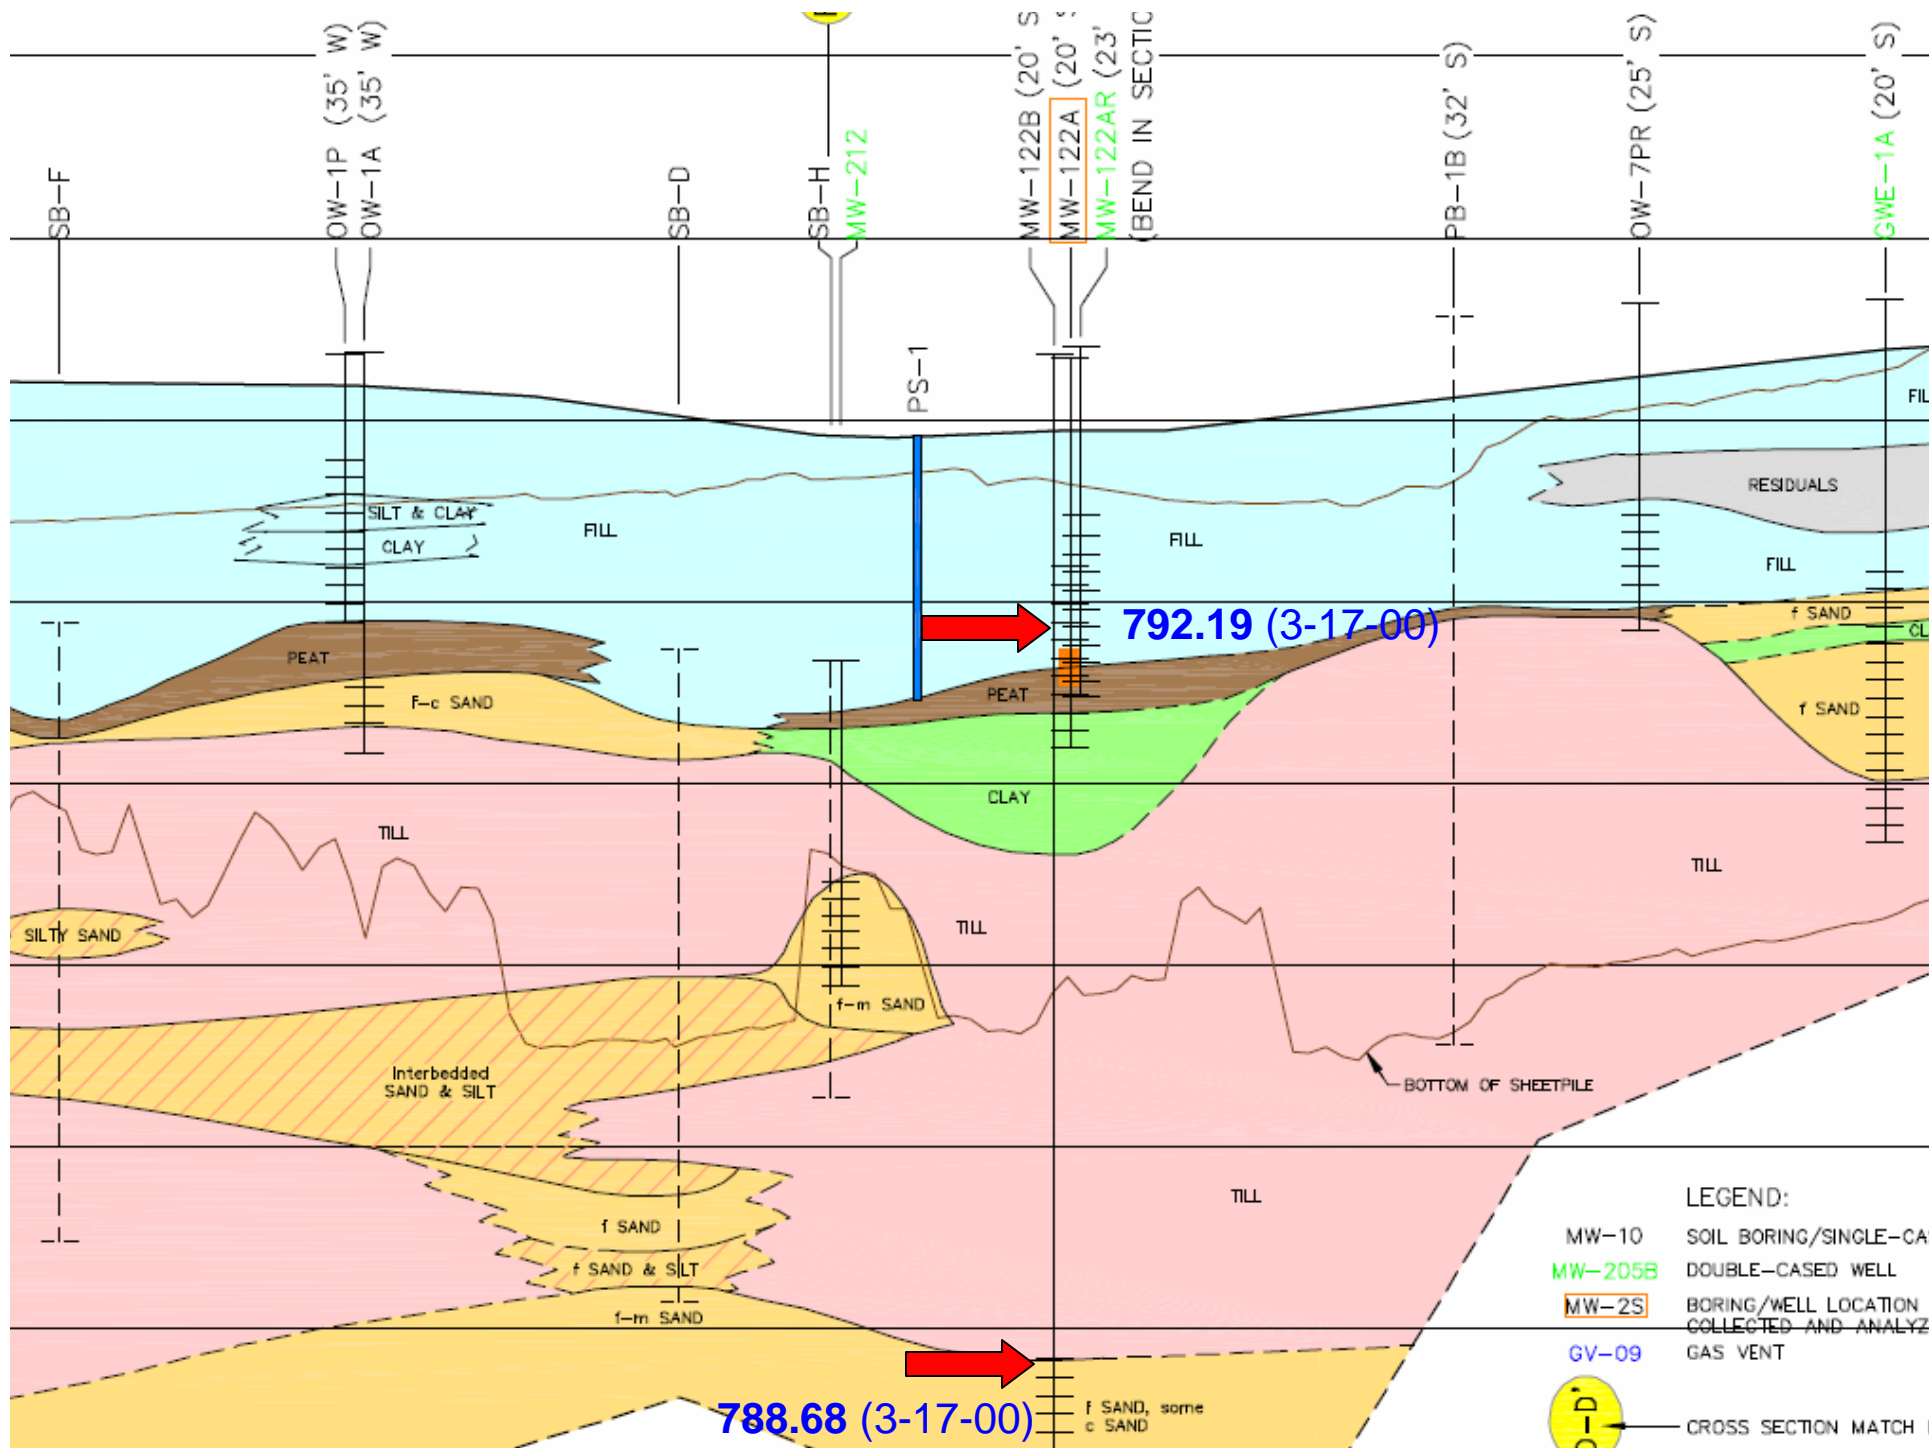 SB-F
OW-1P (35' W)
OW-1A (35' W)
SB-D
SB-H
MW-212
MW-122B (20' S
MW-122A (20' S
MW-122AR (23'
(BEND IN SECTIO
PB-1B (32' S)
OW-7PR (25' S)
GWE-1A (20' S)
PS-1
FIL
RESIDUALS
SILT & CLAY
FILL
FILL
CLAY
FILL
792.19 (3-17-00)
f SAND
CL
PEAT
PEAT
F-c SAND
f SAND
CLAY
TILL
TILL
SILTY SAND
TILL
f-m SAND
Interbedded
SAND & SILT
BOTTOM OF SHEETPILE
TILL
f SAND
f SAND & SILT
f-m SAND
788.68 (3-17-00)
f SAND, some
c SAND
LEGEND:
MW-10 SOIL BORING/SINGLE-CA
MW-205B DOUBLE-CASED WELL
MW-2S BORING/WELL LOCATION
COLLECTED AND ANALYZ
GV-09 GAS VENT
D-D' CROSS SECTION MATCH